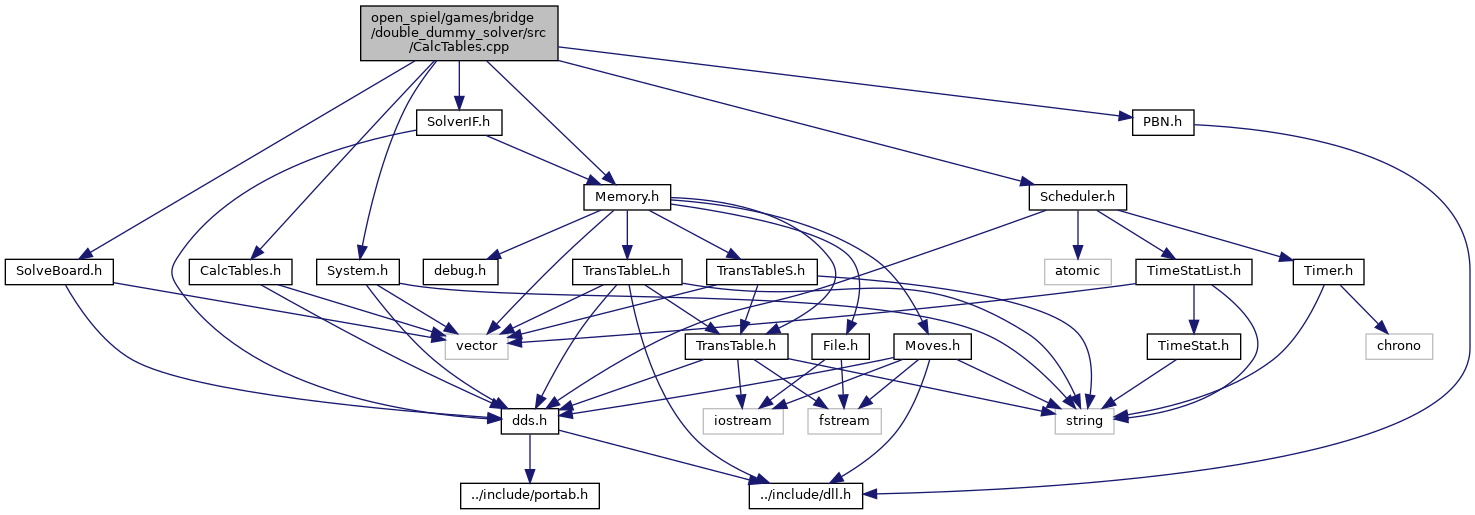 open_spiel/games/bridge
/double_dummy_solver/src
/CalcTables.cpp
SolverIF.h
PBN.h
Memory.h
Scheduler.h
SolveBoard.h
CalcTables.h
System.h
debug.h
TransTableL.h
TransTableS.h
atomic
TimeStatList.h
Timer.h
vector
TransTable.h
File.h
Moves.h
TimeStat.h
chrono
dds.h
iostream
fstream
string
../include/portab.h
../include/dll.h